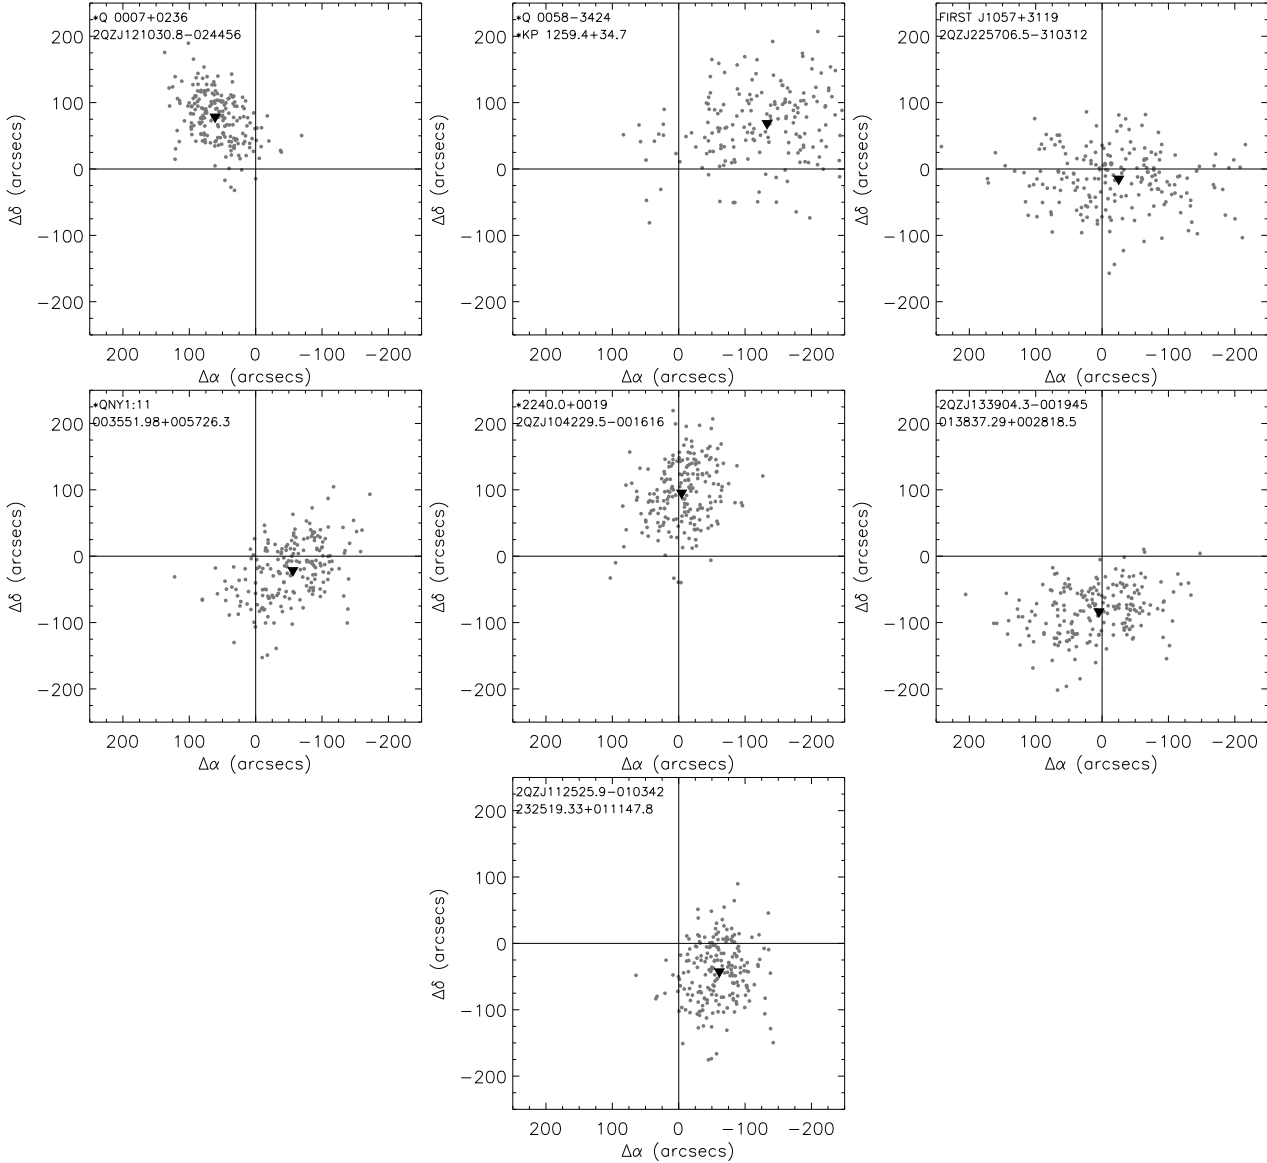 *Q 0007+0236
2QZJ121030.8−024456
200
100
0
−100
−200
Δδ (arcsecs)
200 100 0 −100 −200
Δα (arcsecs)
*Q 0058−3424
*KP 1259.4+34.7
200
100
0
−100
−200
Δδ (arcsecs)
200 100 0 −100 −200
Δα (arcsecs)
FIRST J1057+3119
2QZJ225706.5−310312
200
100
0
−100
−200
Δδ (arcsecs)
200 100 0 −100 −200
Δα (arcsecs)
*QNY1:11
003551.98+005726.3
200
100
0
−100
−200
Δδ (arcsecs)
200 100 0 −100 −200
Δα (arcsecs)
*2240.0+0019
2QZJ104229.5−001616
200
100
0
−100
−200
Δδ (arcsecs)
200 100 0 −100 −200
Δα (arcsecs)
2QZJ133904.3−001945
013837.29+002818.5
200
100
0
−100
−200
Δδ (arcsecs)
200 100 0 −100 −200
Δα (arcsecs)
2QZJ112525.9−010342
232519.33+011147.8
200
100
0
−100
−200
Δδ (arcsecs)
200 100 0 −100 −200
Δα (arcsecs)